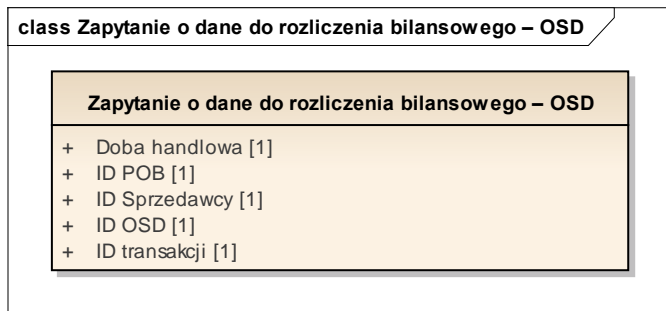 class Zapytanie o dane do rozliczenia bilansowego – OSD
Zapytanie o dane do rozliczenia bilansowego – OSD
+ Doba handlowa [1]
+ ID POB [1]
+ ID Sprzedawcy [1]
+ ID OSD [1]
+ ID transakcji [1]